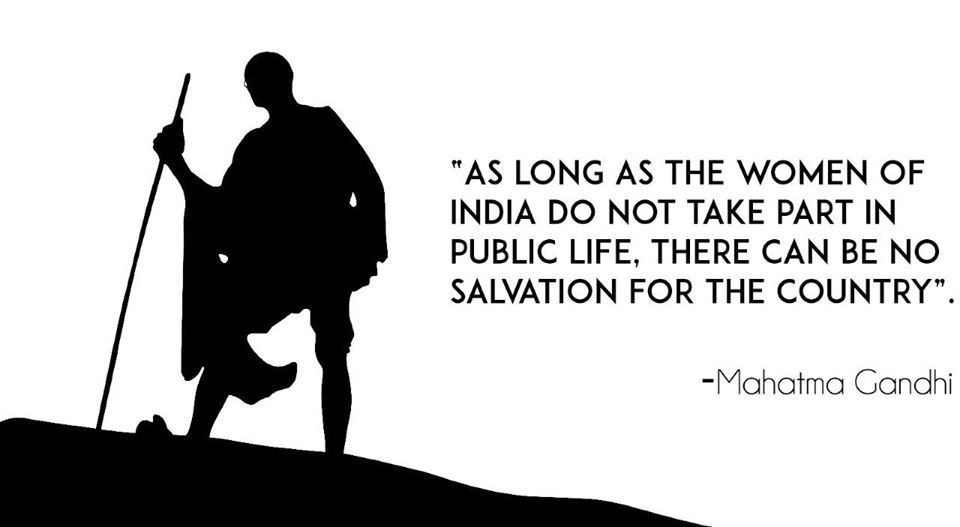 "AS LONG AS THE WOMEN OF
INDIA DO NOT TAKE PART IN
PUBLIC LIFE, THERE CAN BE NO
SALVATION FOR THE COUNTRY".
-Mahatma Gandhi